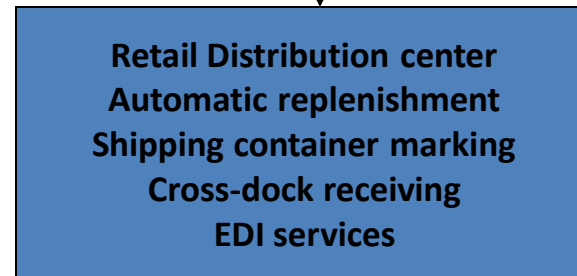 Retail Distribution center
Automatic replenishment
Shipping container marking
Cross-dock receiving
EDI services